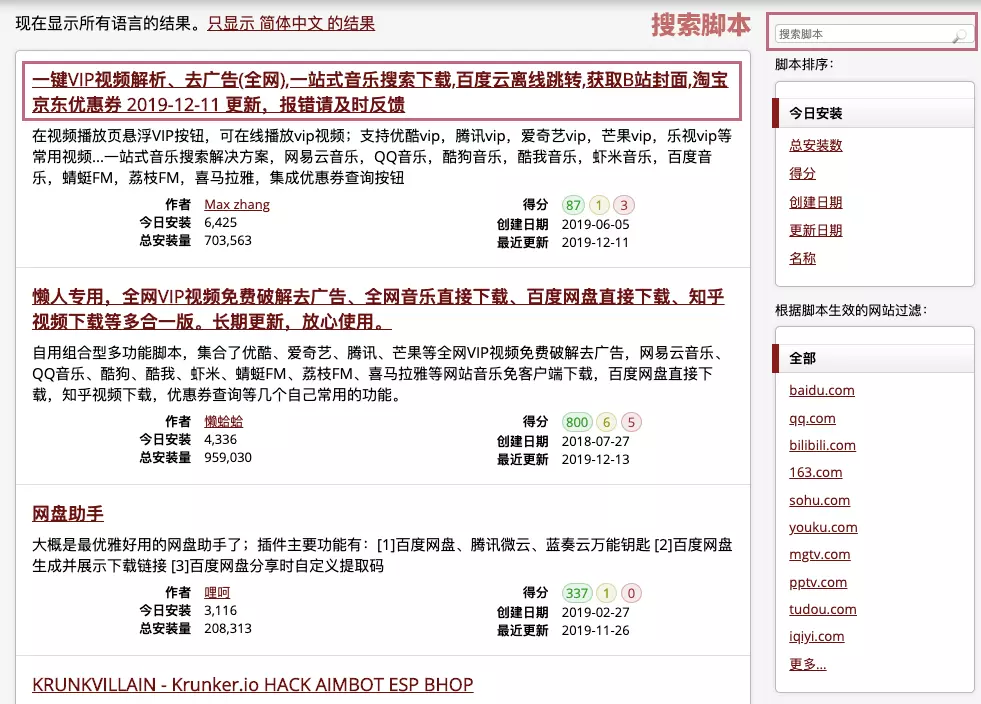 现在显示所有语言的结果。只显示 简体中文 的结果
搜索脚本
搜索脚本
一键VIP视频解析、去广告(全网),一站式音乐搜索下载,百度云离线跳转,获取B站封面,淘宝
京东优惠券 2019-12-11 更新，报错请及时反馈
在视频播放页悬浮VIP按钮，可在线播放vip视频；支持优酷vip，腾讯vip，爱奇艺vip，芒果vip，乐视vip等
常用视频...一站式音乐搜索解决方案，网易云音乐，QQ音乐，酷狗音乐，酷我音乐，虾米音乐，百度音
乐，蜻蜓FM，荔枝FM，喜马拉雅，集成优惠券查询按钮
作者 Max zhang
今日安装 6,425
总安装量 703,563
得分 87 1 3
创建日期 2019-06-05
最近更新 2019-12-11
懒人专用，全网VIP视频免费破解去广告、全网音乐直接下载、百度网盘直接下载、知乎
视频下载等多合一版。长期更新，放心使用。
自用组合型多功能脚本，集合了优酷、爱奇艺、腾讯、芒果等全网VIP视频免费破解去广告，网易云音乐、
QQ音乐、酷狗、酷我、虾米、蜻蜓FM、荔枝FM、喜马拉雅等网站音乐免客户端下载，百度网盘直接下
载，知乎视频下载，优惠券查询等几个自己常用的功能。
作者 懒蛤蛤
今日安装 4,336
总安装量 959,030
得分 800 6 5
创建日期 2018-07-27
最近更新 2019-12-13
网盘助手
大概是最优雅好用的网盘助手了；插件主要功能有：[1]百度网盘、腾讯微云、蓝奏云万能钥匙 [2]百度网盘
生成并展示下载链接 [3]百度网盘分享时自定义提取码
作者 哩呵
今日安装 3,116
总安装量 208,313
得分 337 1 0
创建日期 2019-02-27
最近更新 2019-11-26
KRUNKVILLAIN - Krunker.io HACK AIMBOT ESP BHOP
脚本排序：
今日安装
总安装数
得分
创建日期
更新日期
名称
根据脚本生效的网站过滤：
全部
baidu.com
qq.com
bilibili.com
163.com
sohu.com
youku.com
mgtv.com
pptv.com
tudou.com
iqiyi.com
更多...